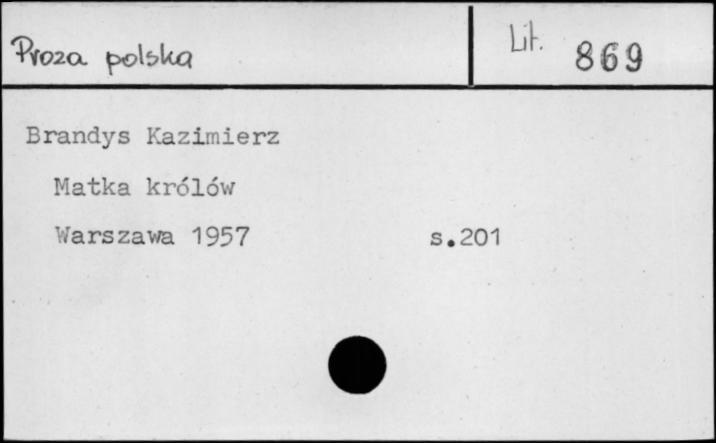 Proza polska
Lit. 869
Brandys Kazimierz
Matka królów
Warszawa 1957 s.201